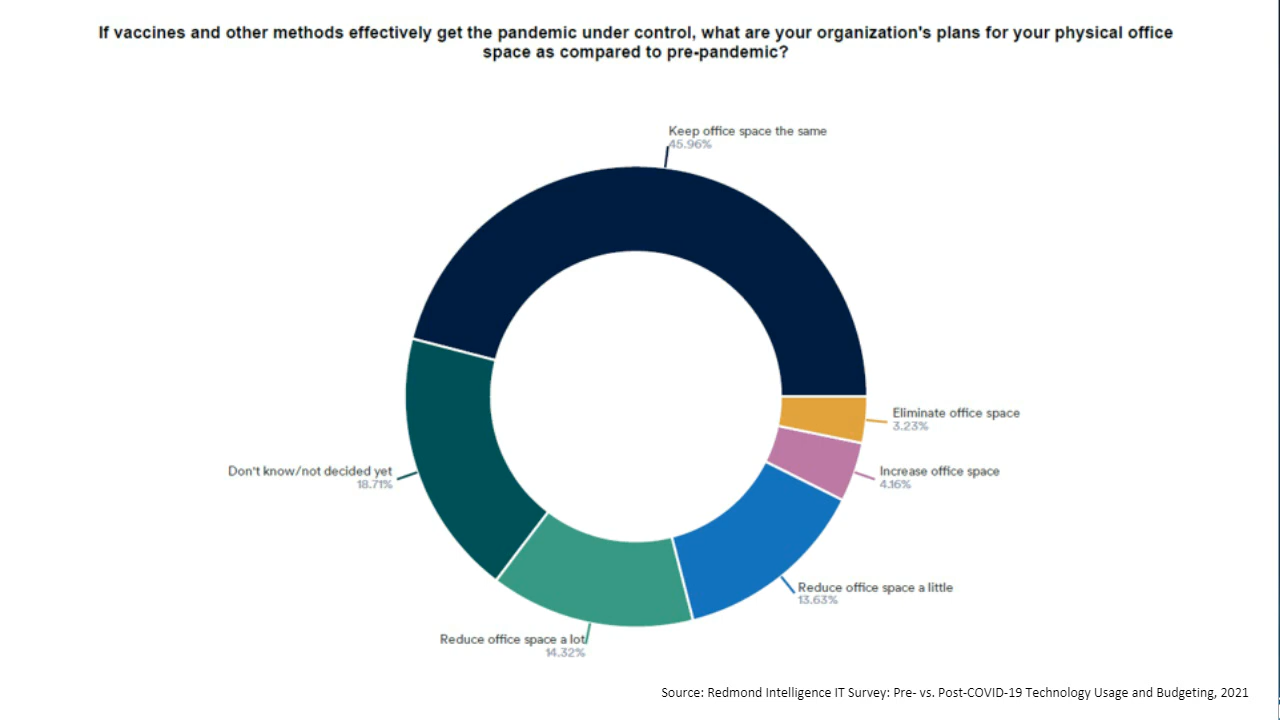 If vaccines and other methods effectively get the pandemic under control, what are your organization's plans for your physical office
space as compared to pre-pandemic?
Keep office space the same
45.96%
Eliminate office space
3.23%
Increase office space
4.16%
Don't know/not decided yet
18.71%
Reduce office space a little
13.63%
Reduce office space a lot
14.32%
Source: Redmond Intelligence IT Survey: Pre- vs. Post-COVID-19 Technology Usage and Budgeting, 2021